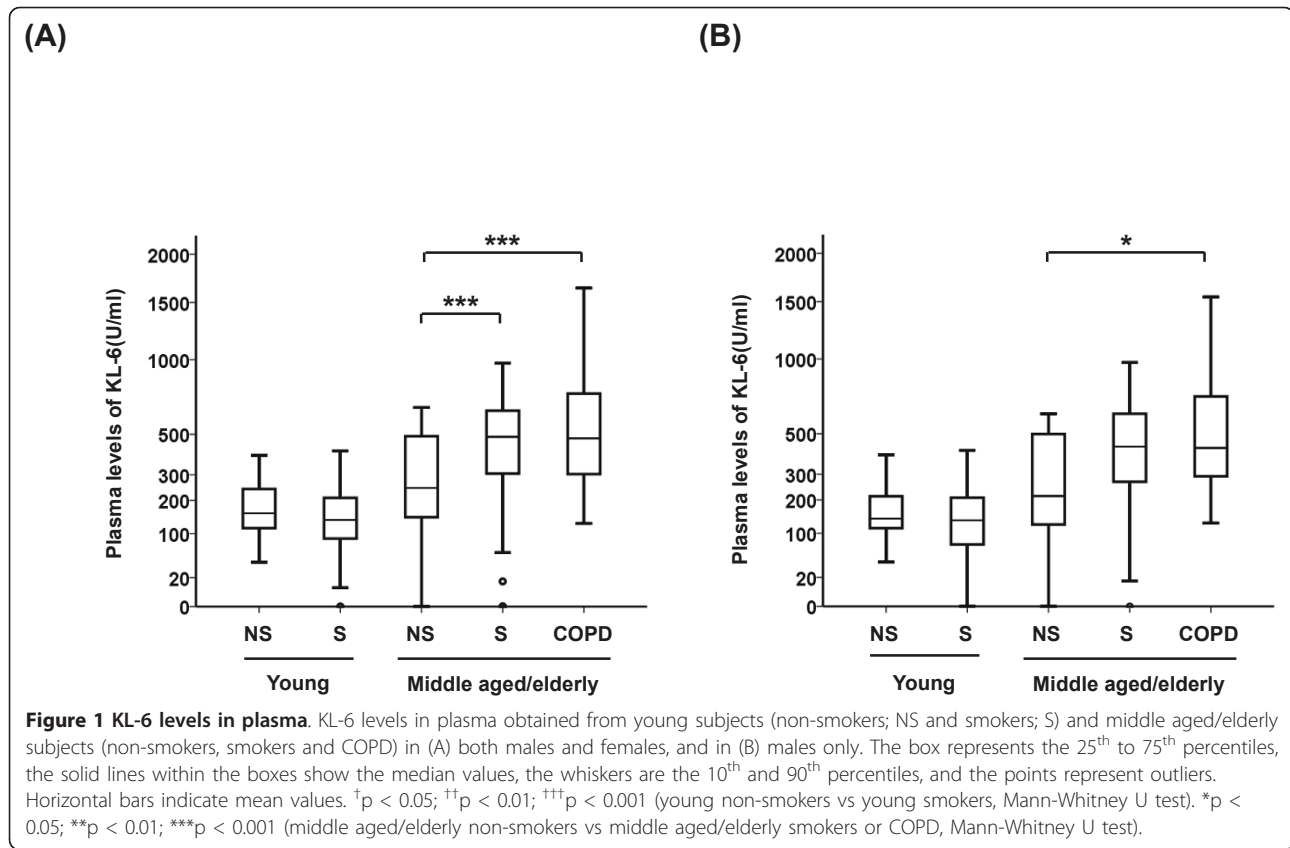 (A) (B)
Plasma levels of KL-6(U/ml)
2000
1500
1000
500
300
200
100
20
0
***
***
NS S NS S COPD
Young Middle aged/elderly
Plasma levels of KL-6(U/ml)
2000
1500
1000
500
300
200
100
20
0
*
NS S NS S COPD
Young Middle aged/elderly
Figure 1 KL-6 levels in plasma. KL-6 levels in plasma obtained from young subjects (non-smokers; NS and smokers; S) and middle aged/elderly
subjects (non-smokers, smokers and COPD) in (A) both males and females, and in (B) males only. The box represents the 25th to 75th percentiles,
the solid lines within the boxes show the median values, the whiskers are the 10th and 90th percentiles, and the points represent outliers.
Horizontal bars indicate mean values. †p < 0.05; ††p < 0.01; †††p < 0.001 (young non-smokers vs young smokers, Mann-Whitney U test). *p <
0.05; **p < 0.01; ***p < 0.001 (middle aged/elderly non-smokers vs middle aged/elderly smokers or COPD, Mann-Whitney U test).